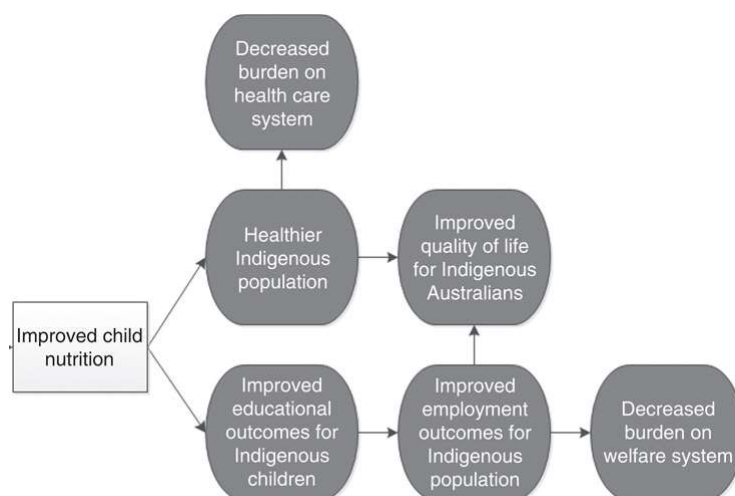 Decreased
burden on
health care
system
Healthier
Indigenous
population
Improved
quality of life
for Indigenous
Australians
Improved child
nutrition
Improved
educational
outcomes for
Indigenous
children
Improved
employment
outcomes for
Indigenous
population
Decreased
burden on
welfare system